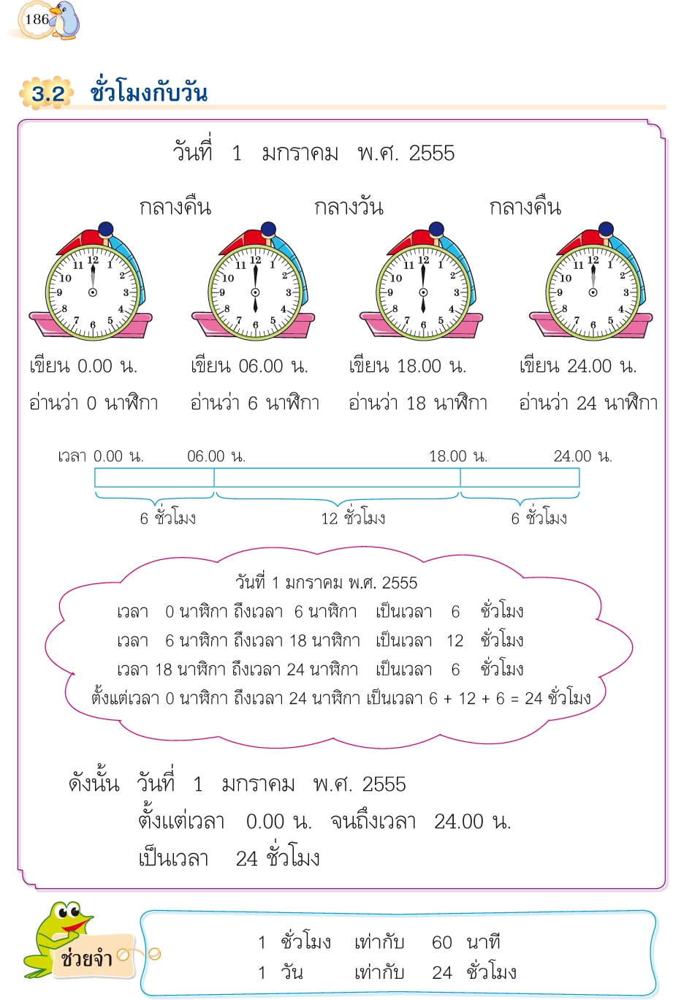 186
3.2 ชั่วโมงกับวัน
วันที่ 1 มกราคม พ.ศ. 2555
กลางคืน กลางวัน กลางคืน
12 1 2 3 4 5 6 7 8 9 10 11
12 1 2 3 4 5 6 7 8 9 10 11
12 1 2 3 4 5 6 7 8 9 10 11
12 1 2 3 4 5 6 7 8 9 10 11
เขียน 0.00 น. เขียน 06.00 น. เขียน 18.00 น. เขียน 24.00 น.
อ่านว่า 0 นาฬิกา อ่านว่า 6 นาฬิกา อ่านว่า 18 นาฬิกา อ่านว่า 24 นาฬิกา
เวลา 0.00 น. 06.00 น. 18.00 น. 24.00 น.
6 ชั่วโมง 12 ชั่วโมง 6 ชั่วโมง
วันที่ 1 มกราคม พ.ศ. 2555
เวลา 0 นาฬิกา ถึงเวลา 6 นาฬิกา เป็นเวลา 6 ชั่วโมง
เวลา 6 นาฬิกา ถึงเวลา 18 นาฬิกา เป็นเวลา 12 ชั่วโมง
เวลา 18 นาฬิกา ถึงเวลา 24 นาฬิกา เป็นเวลา 6 ชั่วโมง
ตั้งแต่เวลา 0 นาฬิกา ถึงเวลา 24 นาฬิกา เป็นเวลา 6 + 12 + 6 = 24 ชั่วโมง
ดังนั้น วันที่ 1 มกราคม พ.ศ. 2555
ตั้งแต่เวลา 0.00 น. จนถึงเวลา 24.00 น.
เป็นเวลา 24 ชั่วโมง
ช่วยจำ
1 ชั่วโมง เท่ากับ 60 นาที
1 วัน เท่ากับ 24 ชั่วโมง